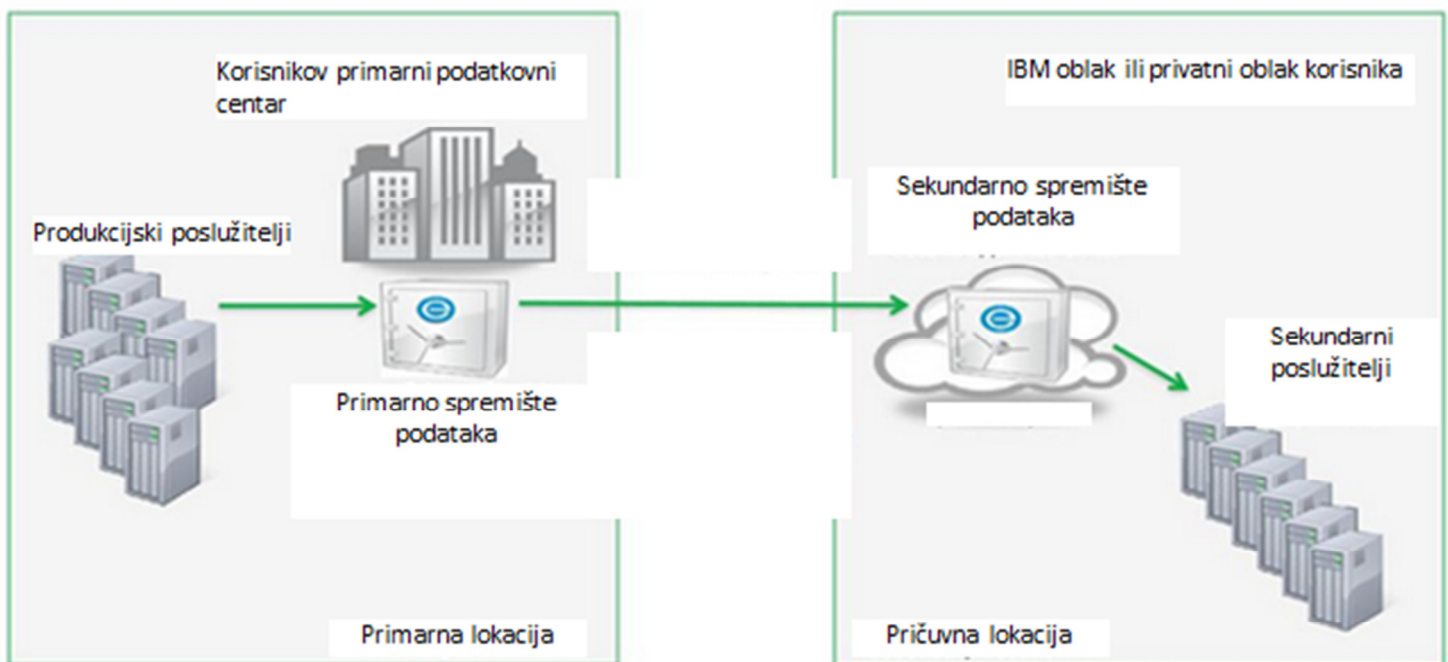 Korisnikov primarni podatkovni
centar
Produkcijski poslužitelji
Primarno spremište
podataka
Primarna lokacija
IBM oblak ili privatni oblak korisnika
Sekundarno spremište
podataka
Sekundarni
poslužitelji
Pričuvna lokacija